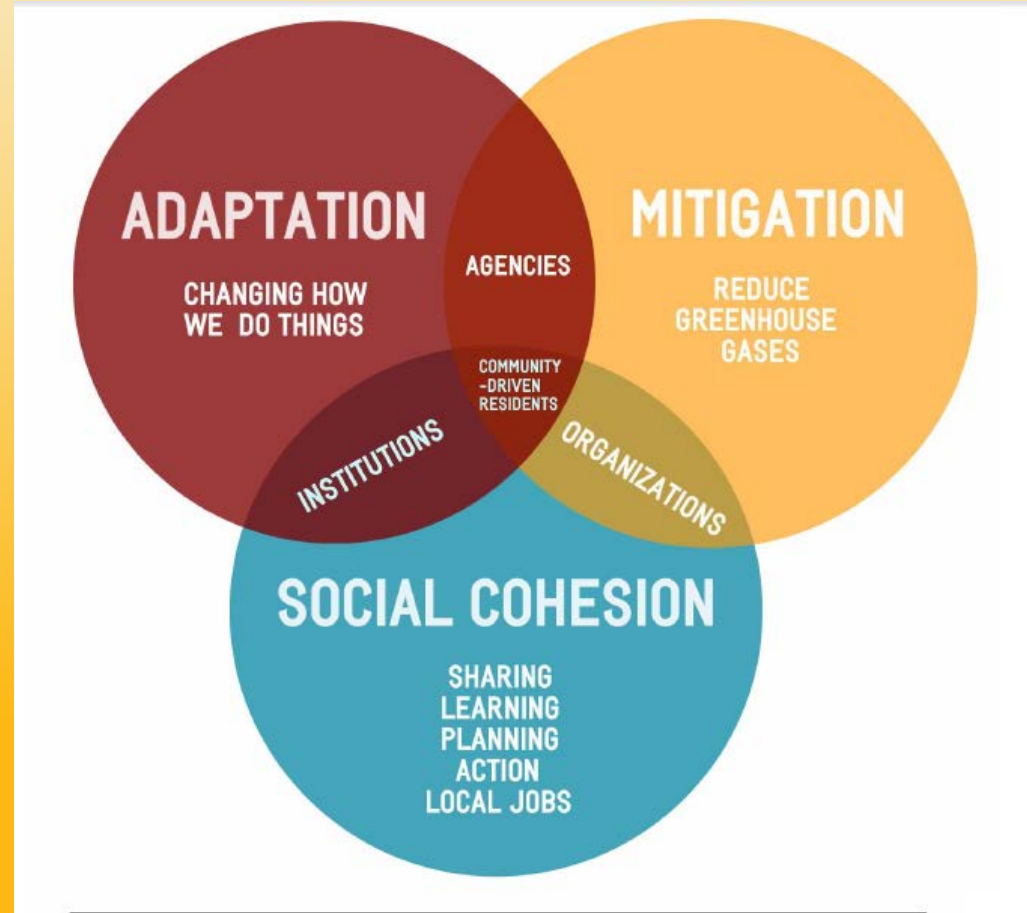 ADAPTATION
CHANGING HOW
WE DO THINGS
MITIGATION
REDUCE
GREENHOUSE
GASES
AGENCIES
COMMUNITY
-DRIVEN
RESIDENTS
INSTITUTIONS
ORGANIZATIONS
SOCIAL COHESION
SHARING
LEARNING
PLANNING
ACTION
LOCAL JOBS